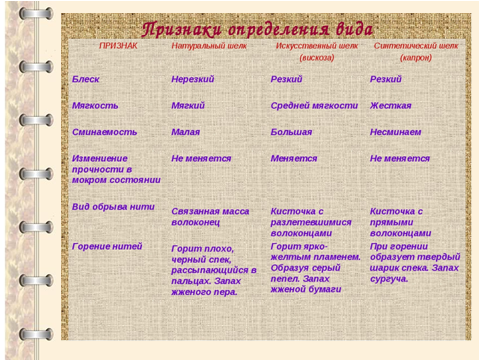 Признаки определения вида
ПРИЗНАК Натуральный шелк Искусственный шелк (вискоза) Синтетический шелк (капрон)
Блеск Нерезкий Резкий Резкий
Мягкость Мягкий Средней мягкости Жесткая
Сминаемость Малая Большая Несминаем
Измениение прочности в мокром состоянии Не меняется Меняется Не меняется
Вид обрыва нити Связанная масса волоконец Кисточка с разлетевшимися волоконцами Кисточка с прямыми волоконцами
Горение нитей Горит плохо, черный спек, рассыпающийся в пальцах. Запах жженого пера. Горит ярко-желтым пламенем. Образуя серый пепел. Запах жженой бумаги При горении образует твердый шарик спека. Запах сургуча.